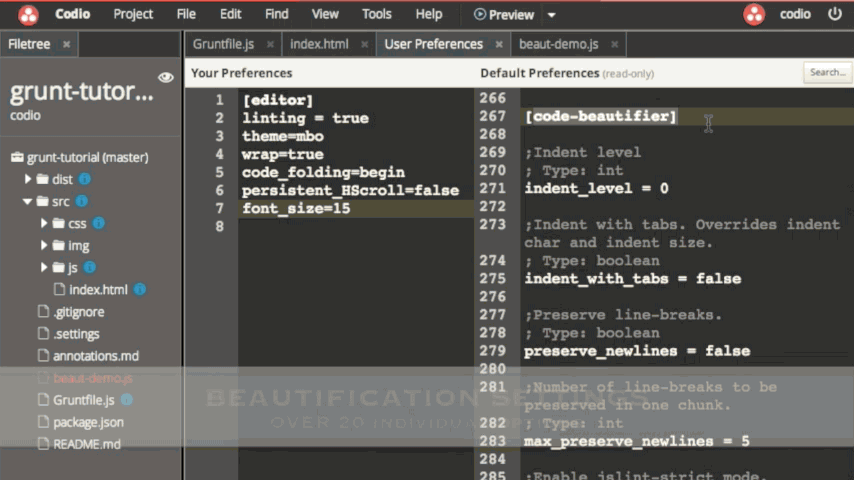 Codio Project File Edit Find View Tools Help Preview codio
Filetree × Gruntfile.js × index.html × User Preferences × beaut-demo.js ×
grunt-tutor...
codio
grunt-tutorial (master)
dist
src
css
img
js
index.html
.gitignore
.settings
annotations.md
beaut-demo.js
Gruntfile.js
package.json
README.md
Your Preferences
1 [editor]
2 linting = true
3 theme=mbo
4 wrap=true
5 code_folding=begin
6 persistent_HScroll=false
7 font_size=15
8
Default Preferences (read-only) Search...
266
267 [code-beautifier]
268
269 ;Indent level
270 ; Type: int
271 indent_level = 0
272
273 ;Indent with tabs. Overrides indent
char and indent size.
274 ; Type: boolean
275 indent_with_tabs = false
276
277 ;Preserve line-breaks.
278 ; Type: boolean
279 preserve_newlines = false
280
281 ;Number of line-breaks to be
preserved in one chunk.
282 ; Type: int
283 max_preserve_newlines = 5
284
285 ;Enable jslint-strict mode.
BEAUTIFICATION SETTINGS
OVER 20 INDIVIDUAL